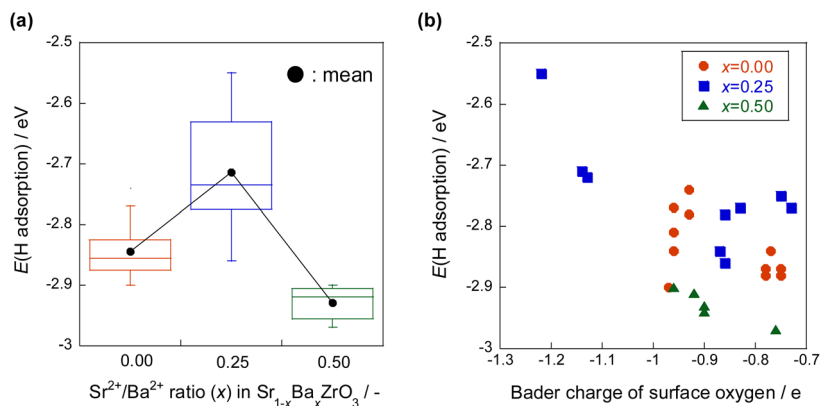 (a)
E(H adsorption) / eV
-2.5
-2.6
-2.7
-2.8
-2.9
-3
● : mean
0.00 0.25 0.50
Sr²⁺/Ba²⁺ ratio (x) in Sr₁₋ₓBaₓZrO₃ / -
(b)
E(H adsorption) / eV
-2.5
-2.6
-2.7
-2.8
-2.9
-3
x=0.00
x=0.25
x=0.50
-1.3 -1.2 -1.1 -1 -0.9 -0.8 -0.7
Bader charge of surface oxygen / e